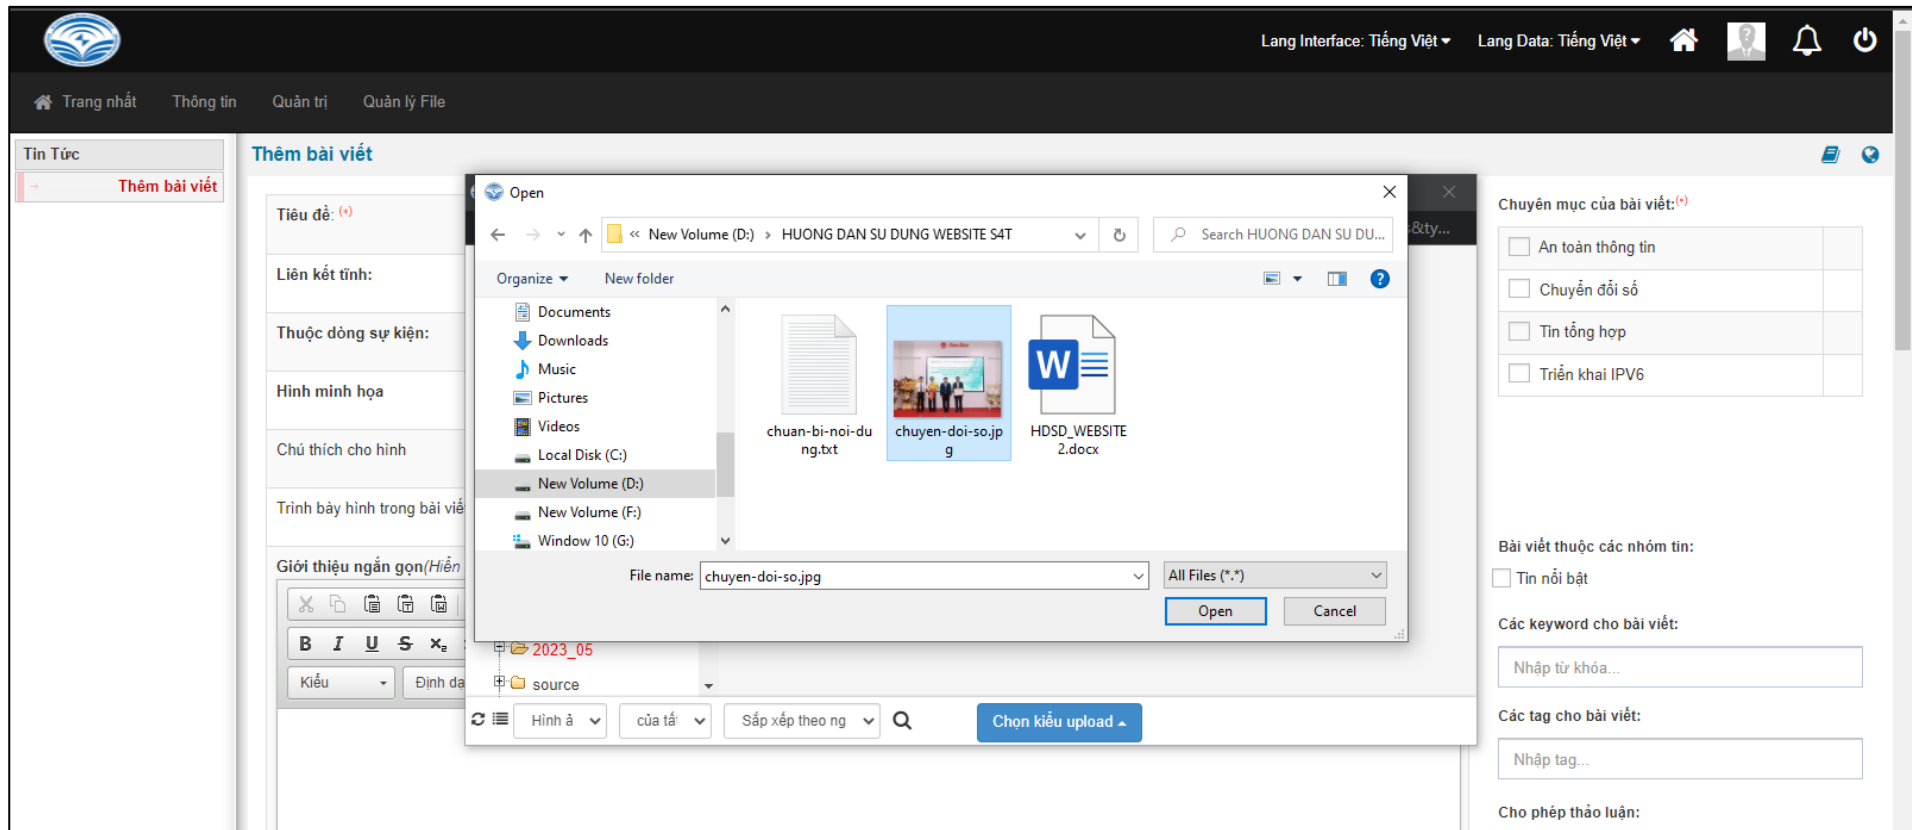 Lang Interface: Tiếng Việt Lang Data: Tiếng Việt
Trang nhất Thông tin Quản trị Quản lý File
Tin Tức
Thêm bài viết
Thêm bài viết
Tiêu đề: (*)
Liên kết tĩnh:
Thuộc dòng sự kiện:
Hình minh họa
Chú thích cho hình
Trình bày hình trong bài viế
Giới thiệu ngắn gọn(Hiển
B I U S x₂
Kiểu Định dạ
Open
« New Volume (D:) › HUONG DAN SU DUNG WEBSITE S4T
Search HUONG DAN SU DU...
s&ty...
Organize New folder
Documents
Downloads
Music
Pictures
Videos
Local Disk (C:)
New Volume (D:)
New Volume (F:)
Window 10 (G:)
chuan-bi-noi-du
ng.txt
chuyen-doi-so.jp
g
W
HDSD_WEBSITE
2.docx
File name: chuyen-doi-so.jpg All Files (*.*)
Open Cancel
2023_05
source
Hình ả của tấ Sắp xếp theo ng Chọn kiểu upload
Chuyên mục của bài viết:(*)
An toàn thông tin
Chuyển đổi số
Tin tổng hợp
Triển khai IPV6
Bài viết thuộc các nhóm tin:
Tin nổi bật
Các keyword cho bài viết:
Nhập từ khóa...
Các tag cho bài viết:
Nhập tag...
Cho phép thảo luận: